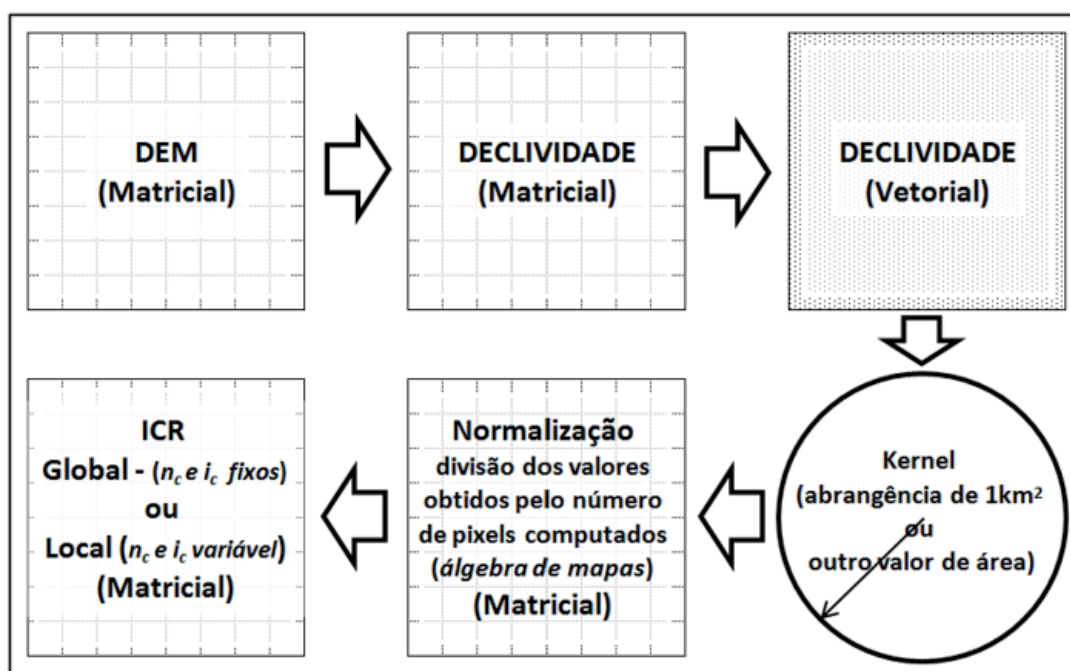 DEM
(Matricial)
DECLIVIDADE
(Matricial)
DECLIVIDADE
(Vetorial)
Kernel
(abrangência de 1km²
ou
outro valor de área)
Normalização
divisão dos valores
obtidos pelo número
de pixels computados
(álgebra de mapas)
(Matricial)
ICR
Global - (nc e ic fixos)
ou
Local (nc e ic variável)
(Matricial)